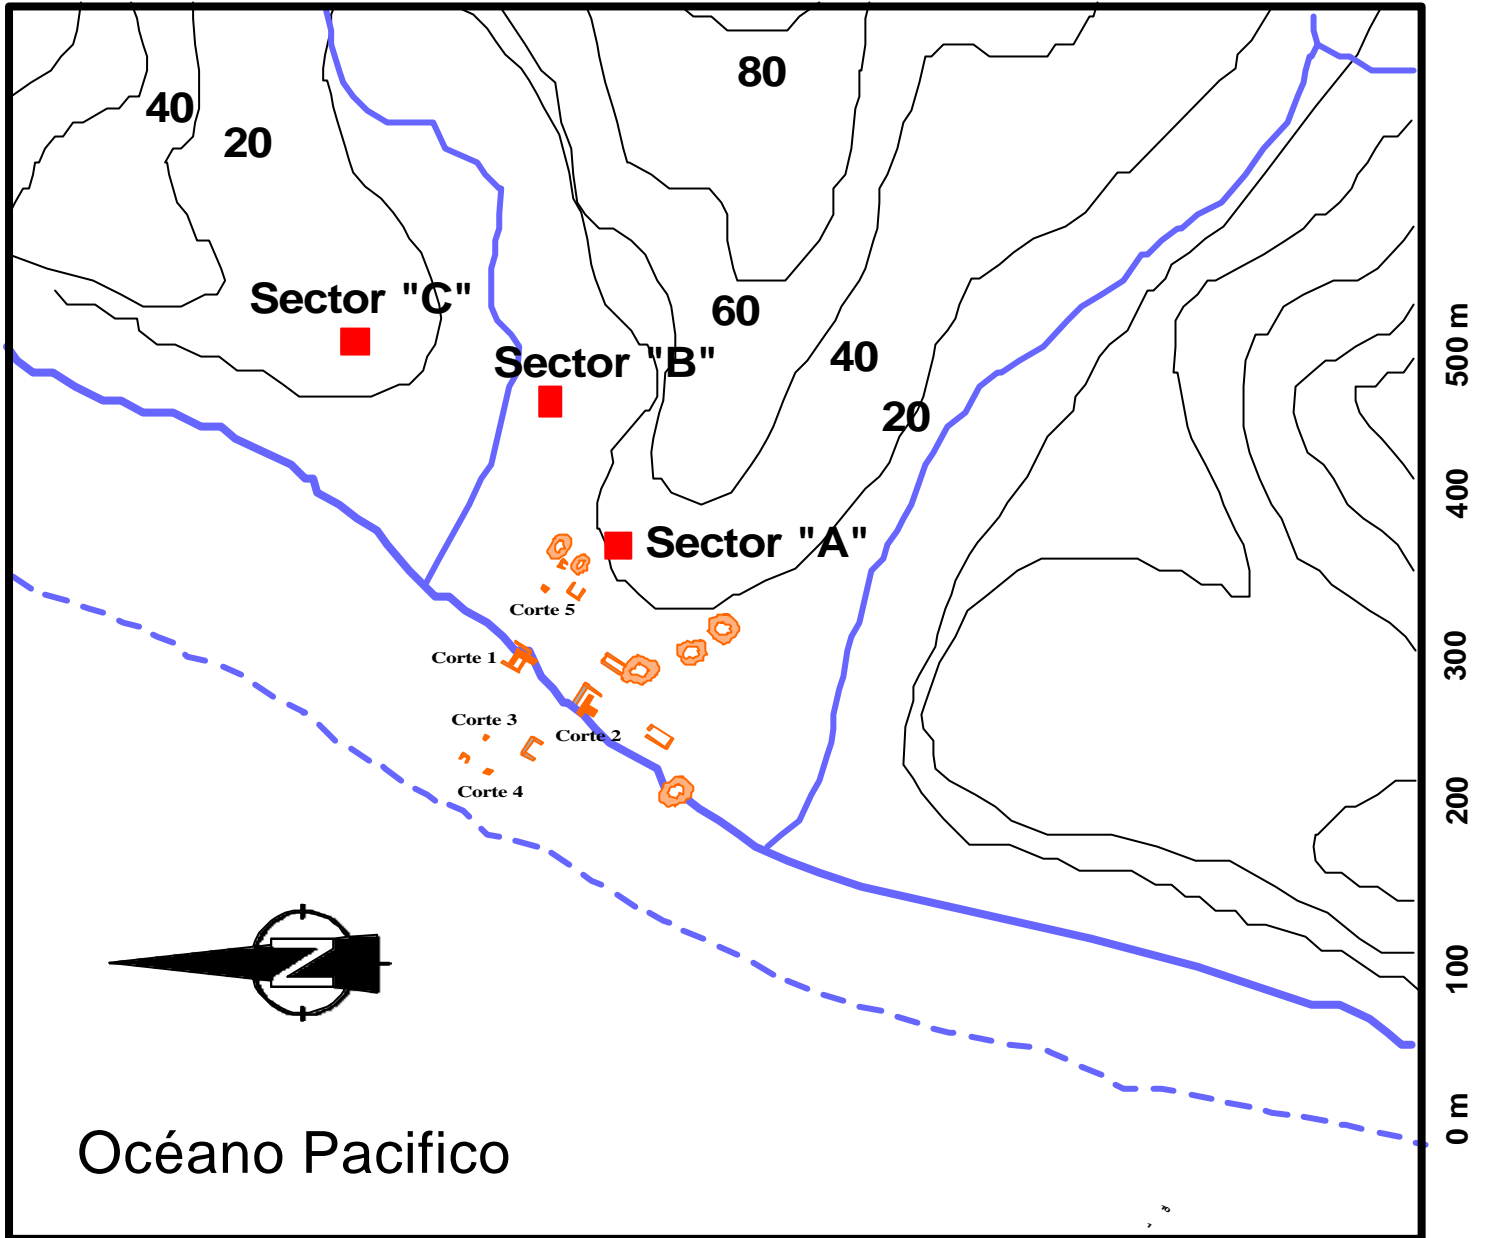 80
40
20
Sector "C"
60
Sector "B"
40
20
Sector "A"
Corte 5
Corte 1
Corte 3
Corte 2
Corte 4
N
Océano Pacifico
500 m
400
300
200
100
0 m